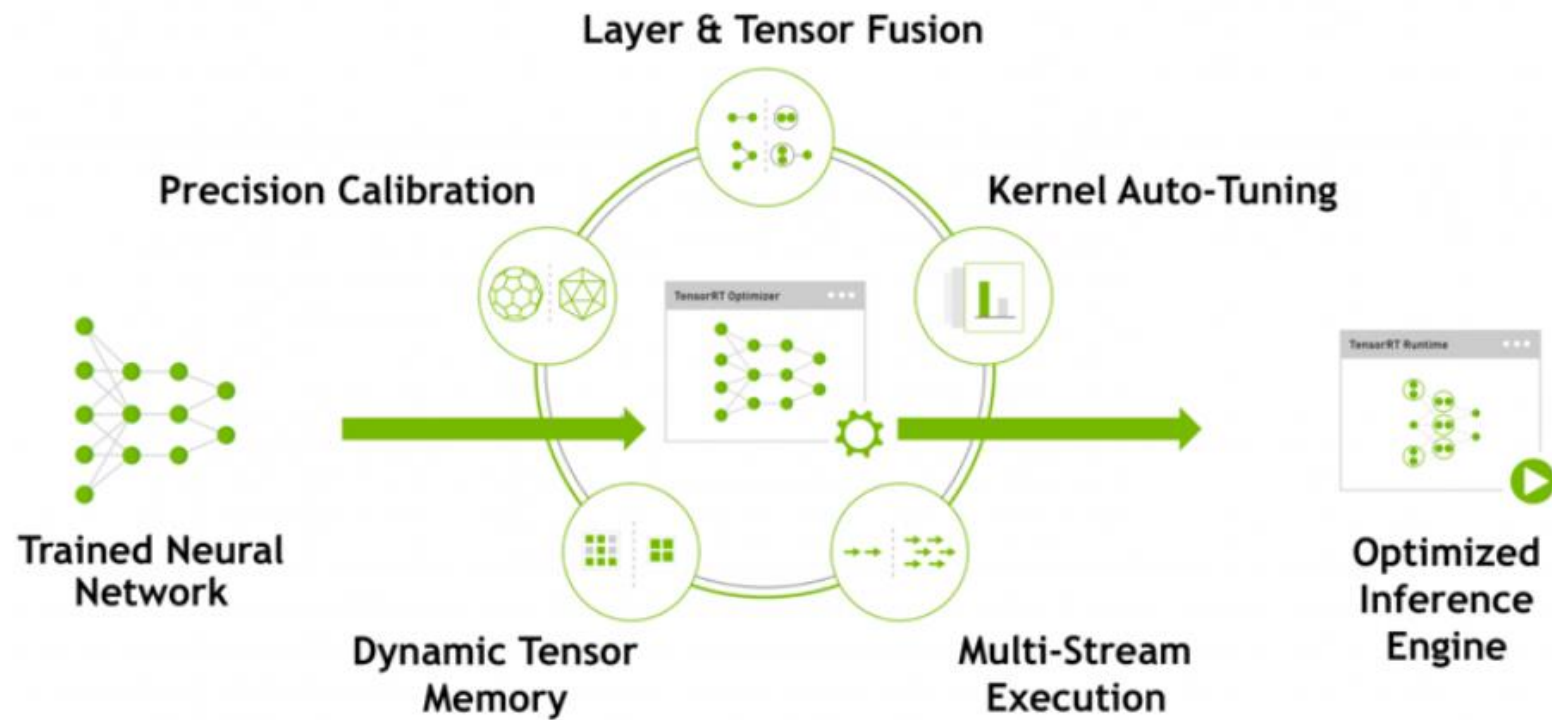 Layer & Tensor Fusion
Precision Calibration
Kernel Auto-Tuning
TensorRT Optimizer
TensorRT Runtime
Trained Neural
Network
Optimized
Inference
Engine
Dynamic Tensor
Memory
Multi-Stream
Execution